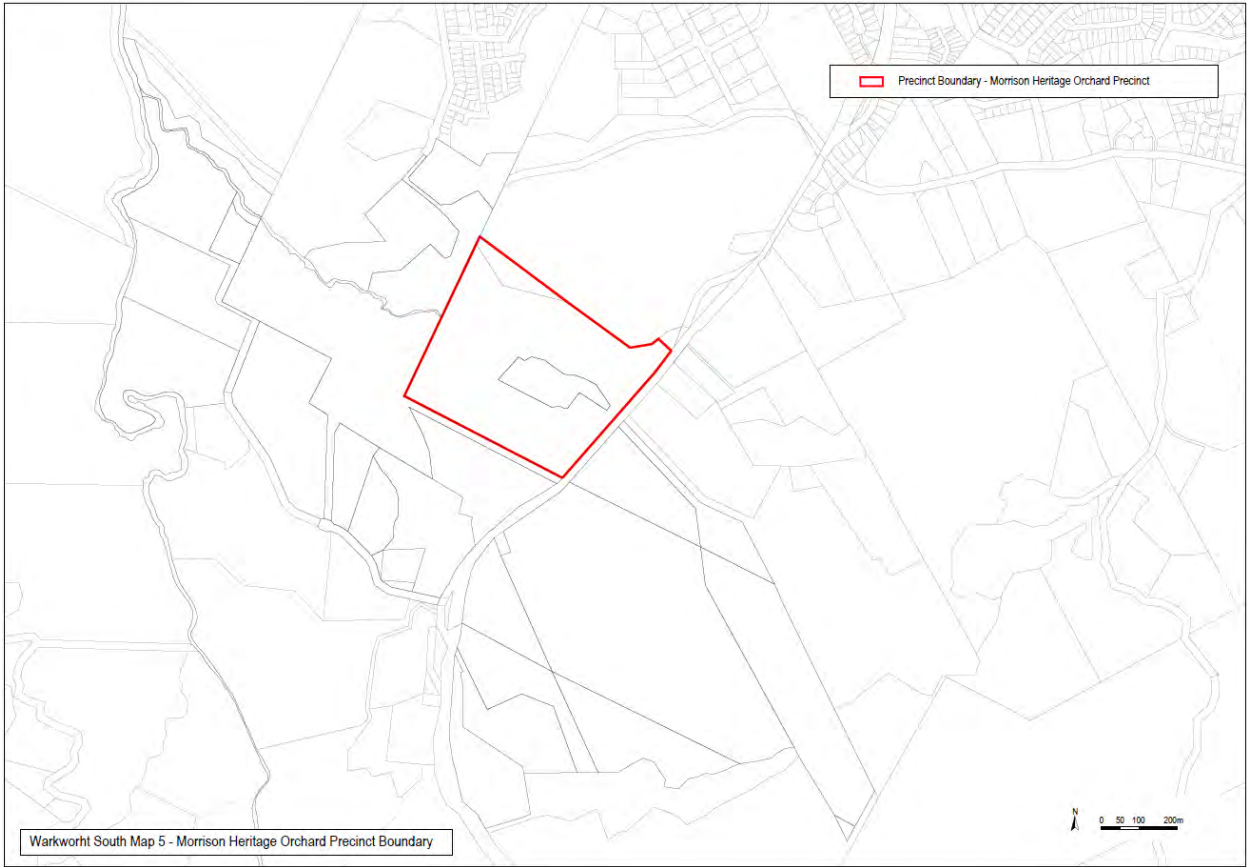 Precinct Boundary - Morrison Heritage Orchard Precinct
N
0 50 100 200m
Warkworht South Map 5 - Morrison Heritage Orchard Precinct Boundary